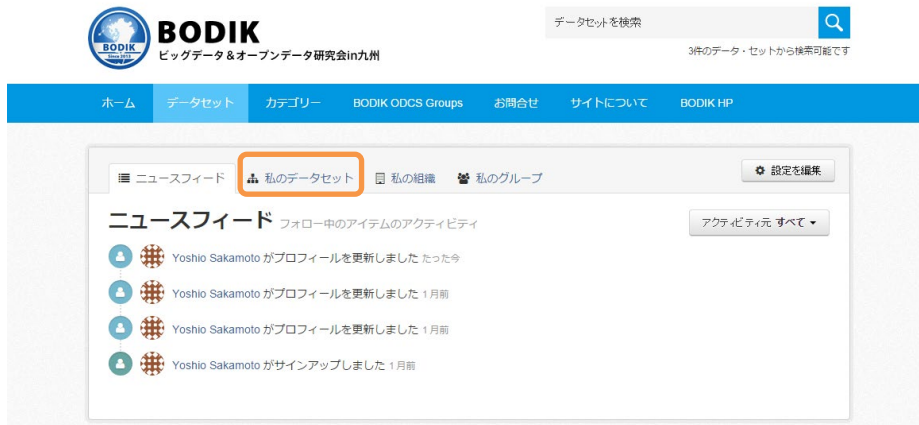 BODIK
Since 2013
BODIK
ビッグデータ&オープンデータ研究会in九州
データセットを検索
3件のデータ・セットから検索可能です
ホーム データセット カテゴリー BODIK ODCS Groups お問合せ サイトについて BODIK HP
ニュースフィード 私のデータセット 私の組織 私のグループ 設定を編集
ニュースフィード フォロー中のアイテムのアクティビティ アクティビティ元 すべて
Yoshio Sakamoto がプロフィールを更新しました たった今
Yoshio Sakamoto がプロフィールを更新しました 1月前
Yoshio Sakamoto がプロフィールを更新しました 1月前
Yoshio Sakamoto がサインアップしました 1月前